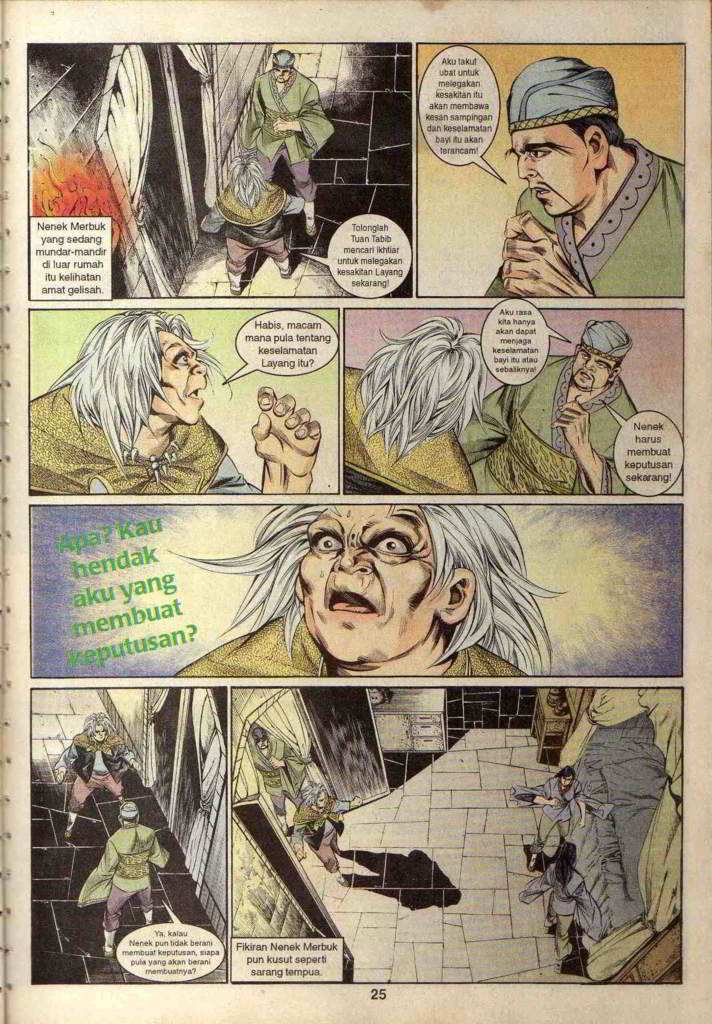 Nenek Merbuk
yang sedang
mundar-mandir
di luar rumah
itu kelihatan
amat gelisah.
Tolonglah
Tuan Tabib
mencari ikhtiar
untuk melegakan
kesakitan Layang
sekarang!
Aku takut
ubat untuk
melegakan
kesakitan itu
akan membawa
kesan sampingan
dan keselamatan
bayi itu akan
terancam!
Habis, macam
mana pula tentang
keselamatan
Layang itu?
Aku rasa
kita hanya
akan dapat
menjaga
keselamatan
bayi itu atau
sebaliknya!
Nenek
harus
membuat
keputusan
sekarang!
Apa? Kau
hendak
aku yang
membuat
keputusan?
Ya, kalau
Nenek pun tidak berani
membuat keputusan, siapa
pula yang akan berani
membuatnya?
Fikiran Nenek Merbuk
pun kusut seperti
sarang tempua.
25